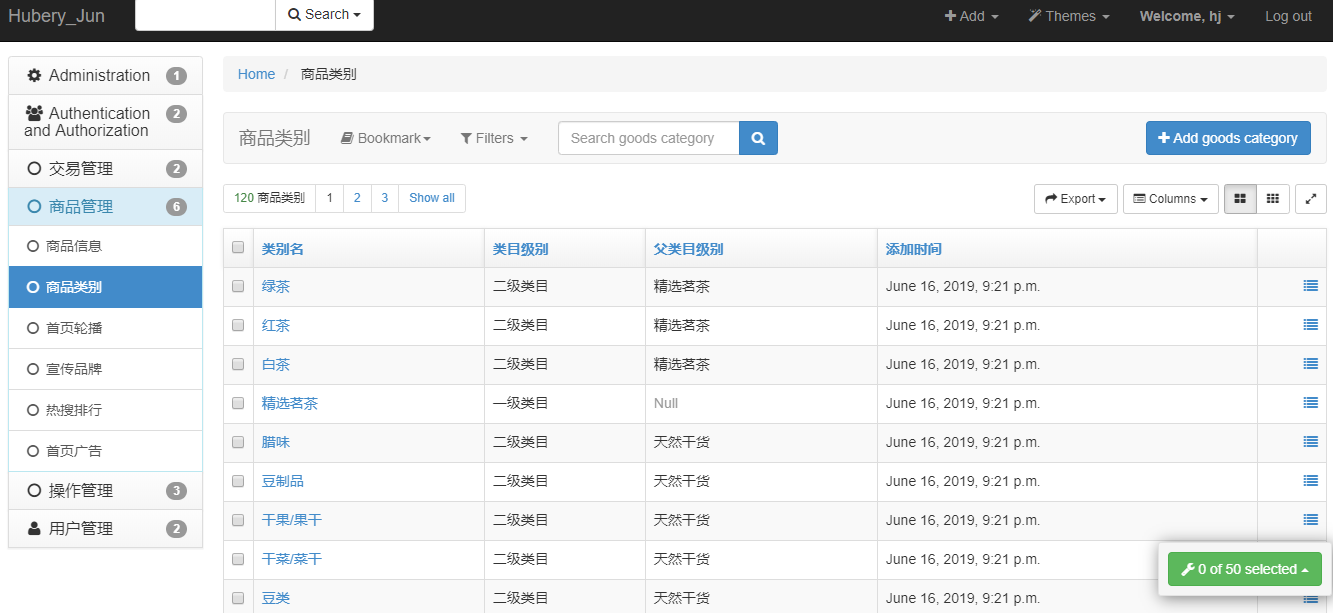 Hubery_Jun Search Add Themes Welcome, hj Log out
Administration 1
Authentication and Authorization 2
交易管理 2
商品管理 6
商品信息
商品类别
首页轮播
宣传品牌
热搜排行
首页广告
操作管理 3
用户管理 2
Home / 商品类别
商品类别 Bookmark Filters Search goods category Add goods category
120 商品类别 1 2 3 Show all Export Columns
类别名 类目级别 父类目级别 添加时间
绿茶 二级类目 精选茗茶 June 16, 2019, 9:21 p.m.
红茶 二级类目 精选茗茶 June 16, 2019, 9:21 p.m.
白茶 二级类目 精选茗茶 June 16, 2019, 9:21 p.m.
精选茗茶 一级类目 Null June 16, 2019, 9:21 p.m.
腊味 二级类目 天然干货 June 16, 2019, 9:21 p.m.
豆制品 二级类目 天然干货 June 16, 2019, 9:21 p.m.
干果/果干 二级类目 天然干货 June 16, 2019, 9:21 p.m.
干菜/菜干 二级类目 天然干货 June 16, 2019, 9:21 p.m.
豆类 二级类目 天然干货 June 16, 2019, 9:21 p.m.
0 of 50 selected